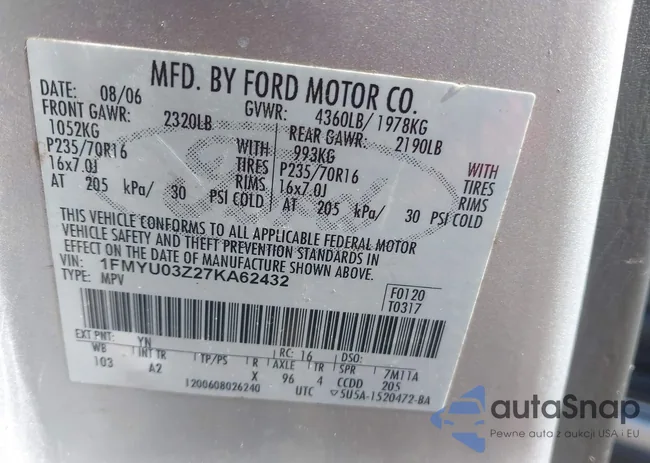 MFD. BY FORD MOTOR CO.
DATE: 08/06 GVWR: 4360LB/1978KG
FRONT GAWR: 2320LB REAR GAWR: 2190LB
1052KG WITH 993KG WITH
P235/70R16 TIRES P235/70R16 TIRES
16x7.0J RIMS 16x7.0J RIMS
AT 205 kPa/ 30 PSI COLD AT 205 kPa/ 30 PSI COLD
THIS VEHICLE CONFORMS TO ALL APPLICABLE FEDERAL MOTOR
VEHICLE SAFETY AND THEFT PREVENTION STANDARDS IN
EFFECT ON THE DATE OF MANUFACTURE SHOWN ABOVE.
VIN: 1FMYU03Z27KA62432
TYPE: MPV
F0120
T0317
EXT PNT: YN RC: 16 DSO:
WB INT TR TP/PS R AXLE TR SPR 7M11A
103 A2 X 96 4 CCDD 205
1200608026240 UTC ▽5U5A-1520472-BA
autoSnap
Pewne auto z aukcji USA i EU